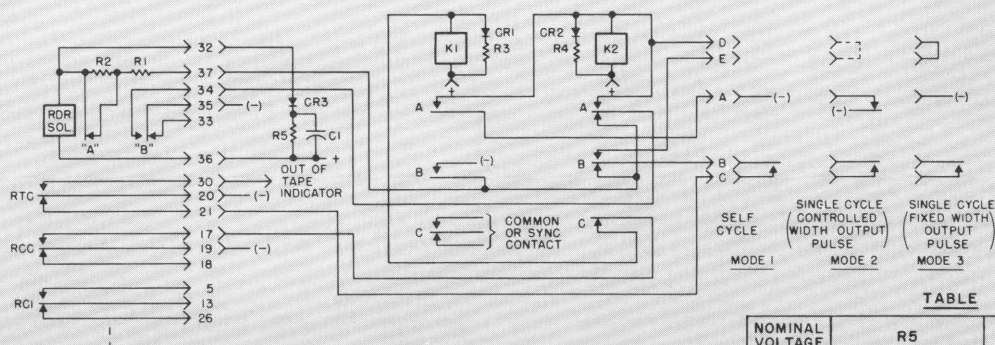 R2
R1
RDR
SOL
"A"
"B"
32
37
34
35
(-)
33
36
CR3
R5
C1
+
OUT OF
TAPE
INDICATOR
RTC
30
20
(-)
21
RCC
17
19
(-)
18
RCI
5
13
26
K1
CR1
R3
+
CR2
R4
K2
+
A
B
(-)
C
COMMON
OR SYNC
CONTACT
A
B
C
D
E
A
(-)
B
C
(-)
(-)
SELF
CYCLE
MODE 1
SINGLE CYCLE
(CONTROLLED
WIDTH OUTPUT
PULSE)
MODE 2
SINGLE CYCLE
(FIXED WIDTH
OUTPUT
PULSE)
MODE 3
TABLE
NOMINAL
VOLTAGE
R5